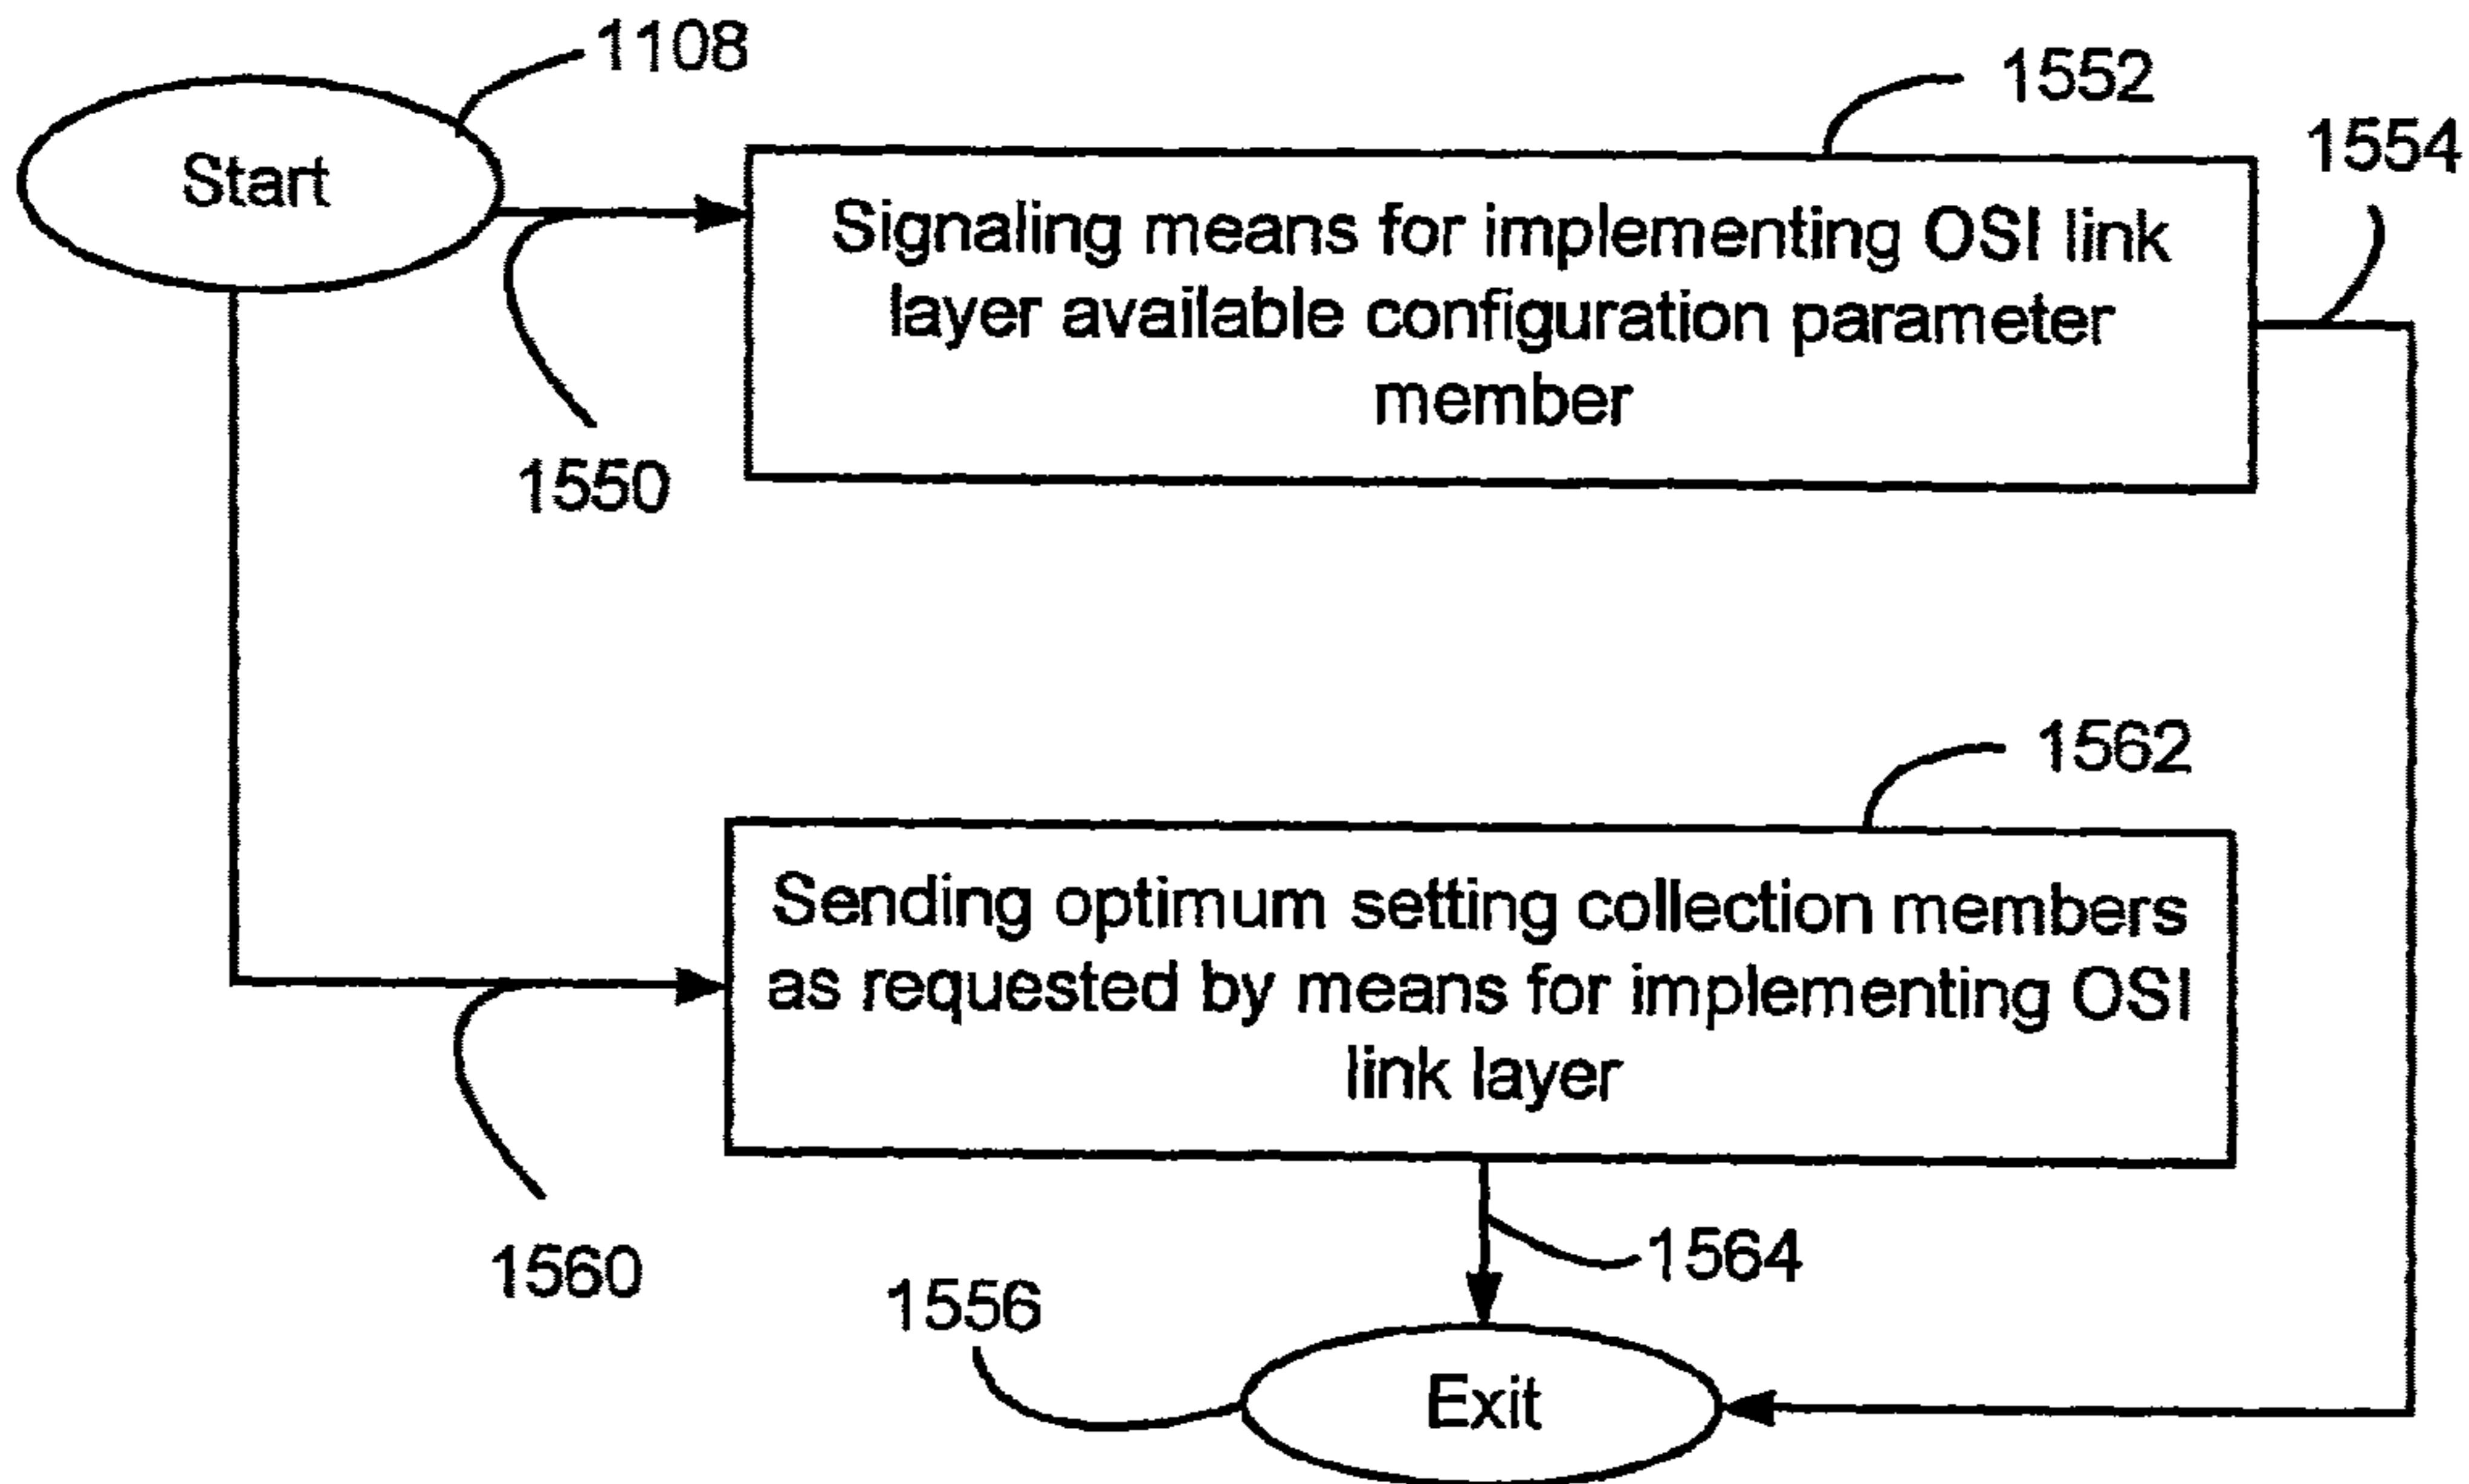 1108
Start
1552
1554
Signaling means for implementing OSI link
layer available configuration parameter
member
1550
1562
Sending optimum setting collection members
as requested by means for implementing OSI
link layer
1560
1564
1556
Exit